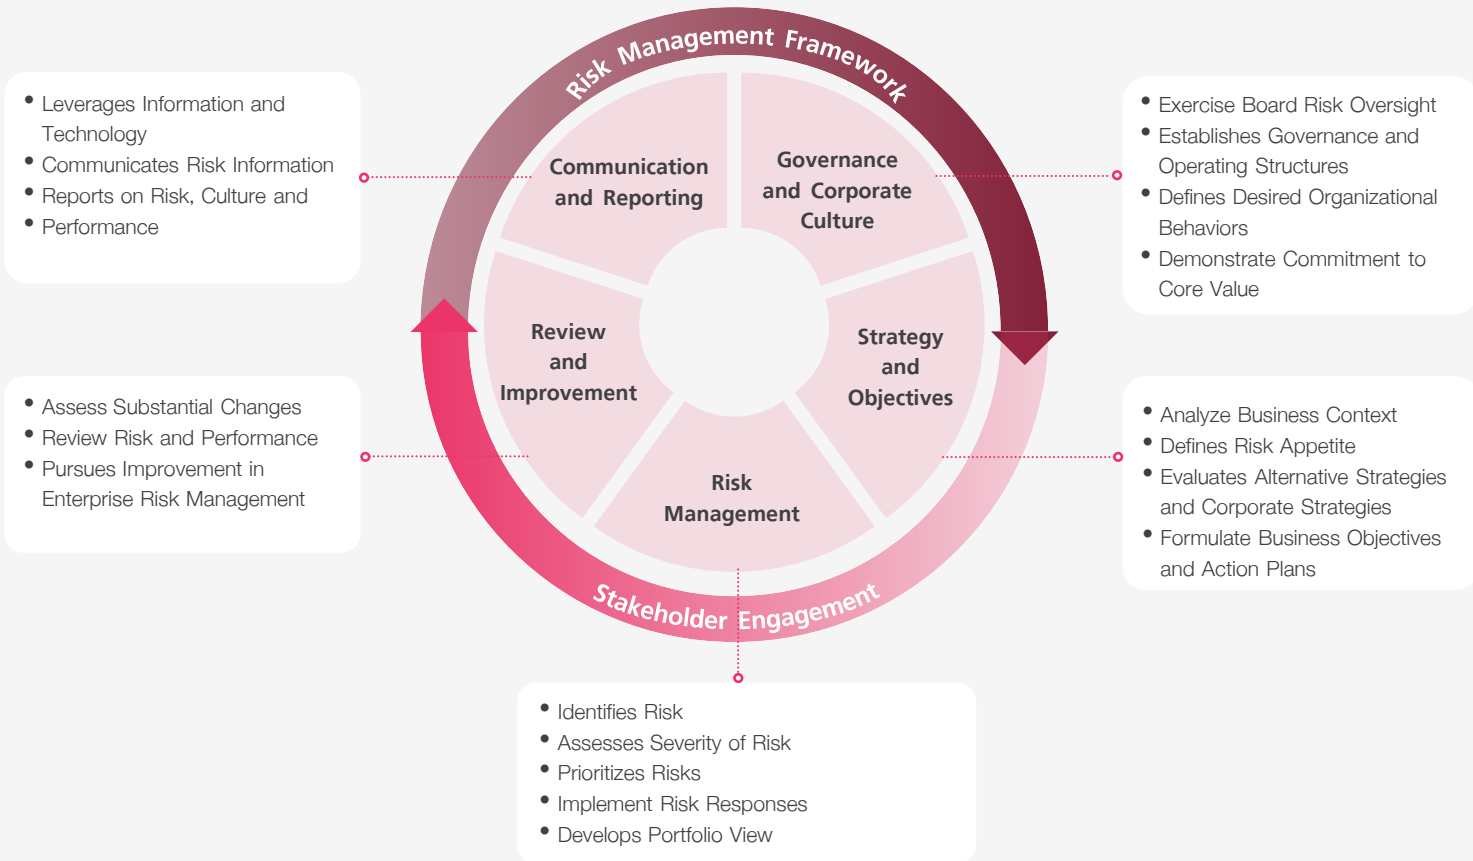 Risk Management Framework
• Leverages Information and
Technology
• Communicates Risk Information
• Reports on Risk, Culture and
• Performance
Communication
and Reporting
Governance
and Corporate
Culture
• Exercise Board Risk Oversight
• Establishes Governance and
Operating Structures
• Defines Desired Organizational
Behaviors
• Demonstrate Commitment to
Core Value
Review
and
Improvement
Strategy
and
Objectives
• Assess Substantial Changes
• Review Risk and Performance
• Pursues Improvement in
Enterprise Risk Management
Risk
Management
• Analyze Business Context
• Defines Risk Appetite
• Evaluates Alternative Strategies
and Corporate Strategies
• Formulate Business Objectives
and Action Plans
Stakeholder Engagement
• Identifies Risk
• Assesses Severity of Risk
• Prioritizes Risks
• Implement Risk Responses
• Develops Portfolio View